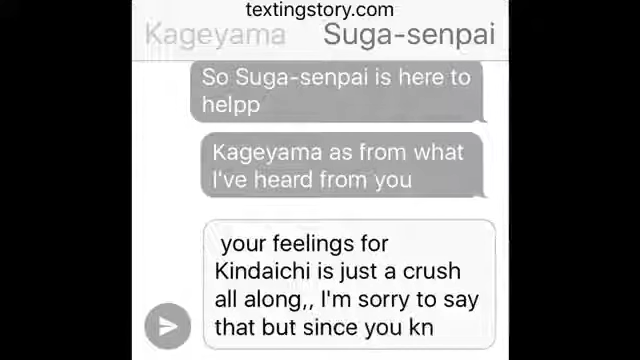 textingstory.com
Kageyama Suga-senpai
So Suga-senpai is here to
helpp
Kageyama as from what
I've heard from you
your feelings for
Kindaichi is just a crush
all along,, I'm sorry to say
that but since you kn